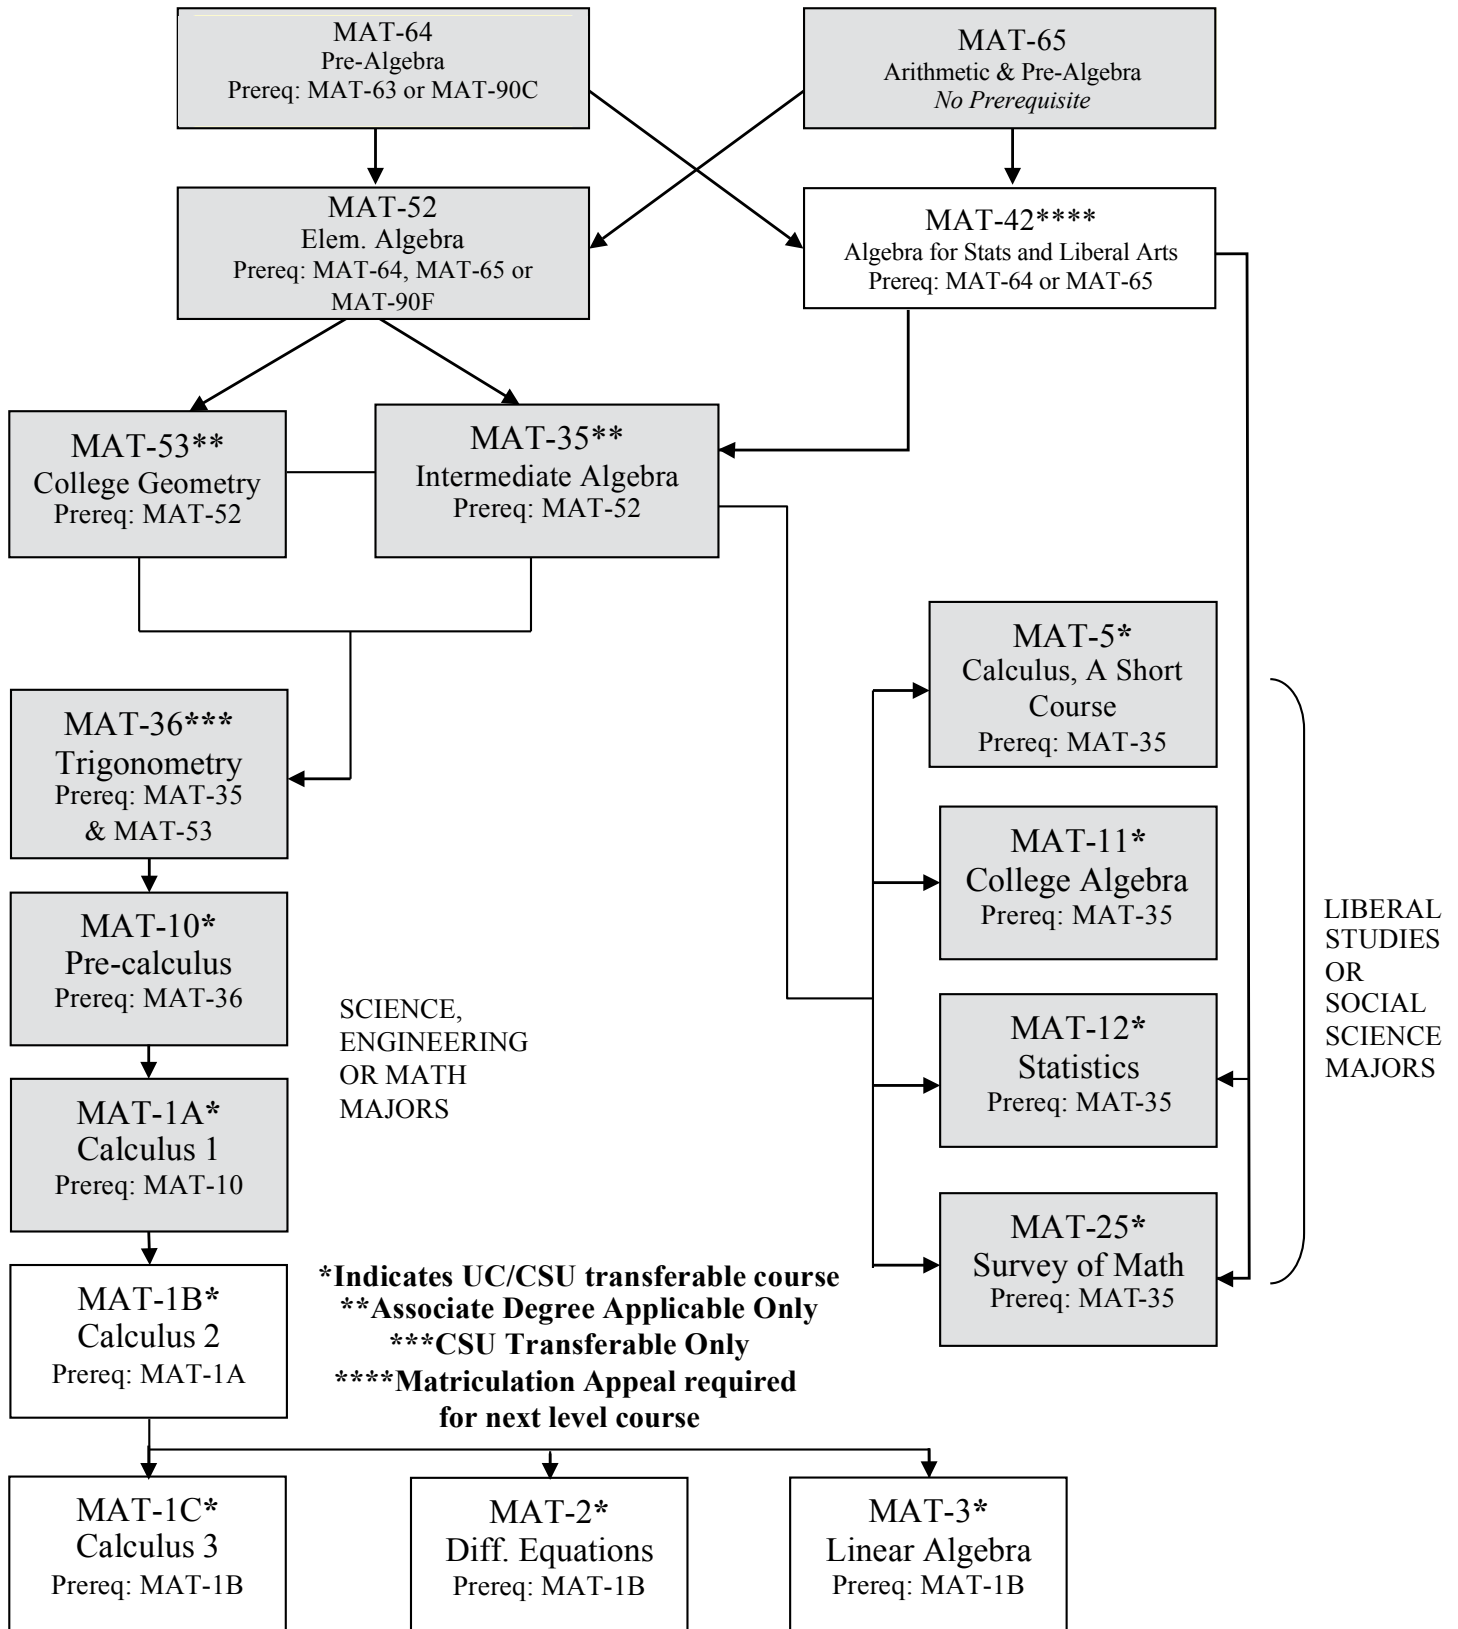 MAT-64
Pre-Algebra
Prereq: MAT-63 or MAT-90C
MAT-65
Arithmetic & Pre-Algebra
No Prerequisite
MAT-52
Elem. Algebra
Prereq: MAT-64, MAT-65 or
MAT-90F
MAT-42****
Algebra for Stats and Liberal Arts
Prereq: MAT-64 or MAT-65
MAT-53**
College Geometry
Prereq: MAT-52
MAT-35**
Intermediate Algebra
Prereq: MAT-52
MAT-5*
Calculus, A Short
Course
Prereq: MAT-35
MAT-36***
Trigonometry
Prereq: MAT-35
& MAT-53
MAT-11*
College Algebra
Prereq: MAT-35
LIBERAL
STUDIES
OR
SOCIAL
SCIENCE
MAJORS
MAT-10*
Pre-calculus
Prereq: MAT-36
SCIENCE,
ENGINEERING
OR MATH
MAJORS
MAT-12*
Statistics
Prereq: MAT-35
MAT-1A*
Calculus 1
Prereq: MAT-10
MAT-25*
Survey of Math
Prereq: MAT-35
MAT-1B*
Calculus 2
Prereq: MAT-1A
*Indicates UC/CSU transferable course
**Associate Degree Applicable Only
***CSU Transferable Only
****Matriculation Appeal required
for next level course
MAT-1C*
Calculus 3
Prereq: MAT-1B
MAT-2*
Diff. Equations
Prereq: MAT-1B
MAT-3*
Linear Algebra
Prereq: MAT-1B